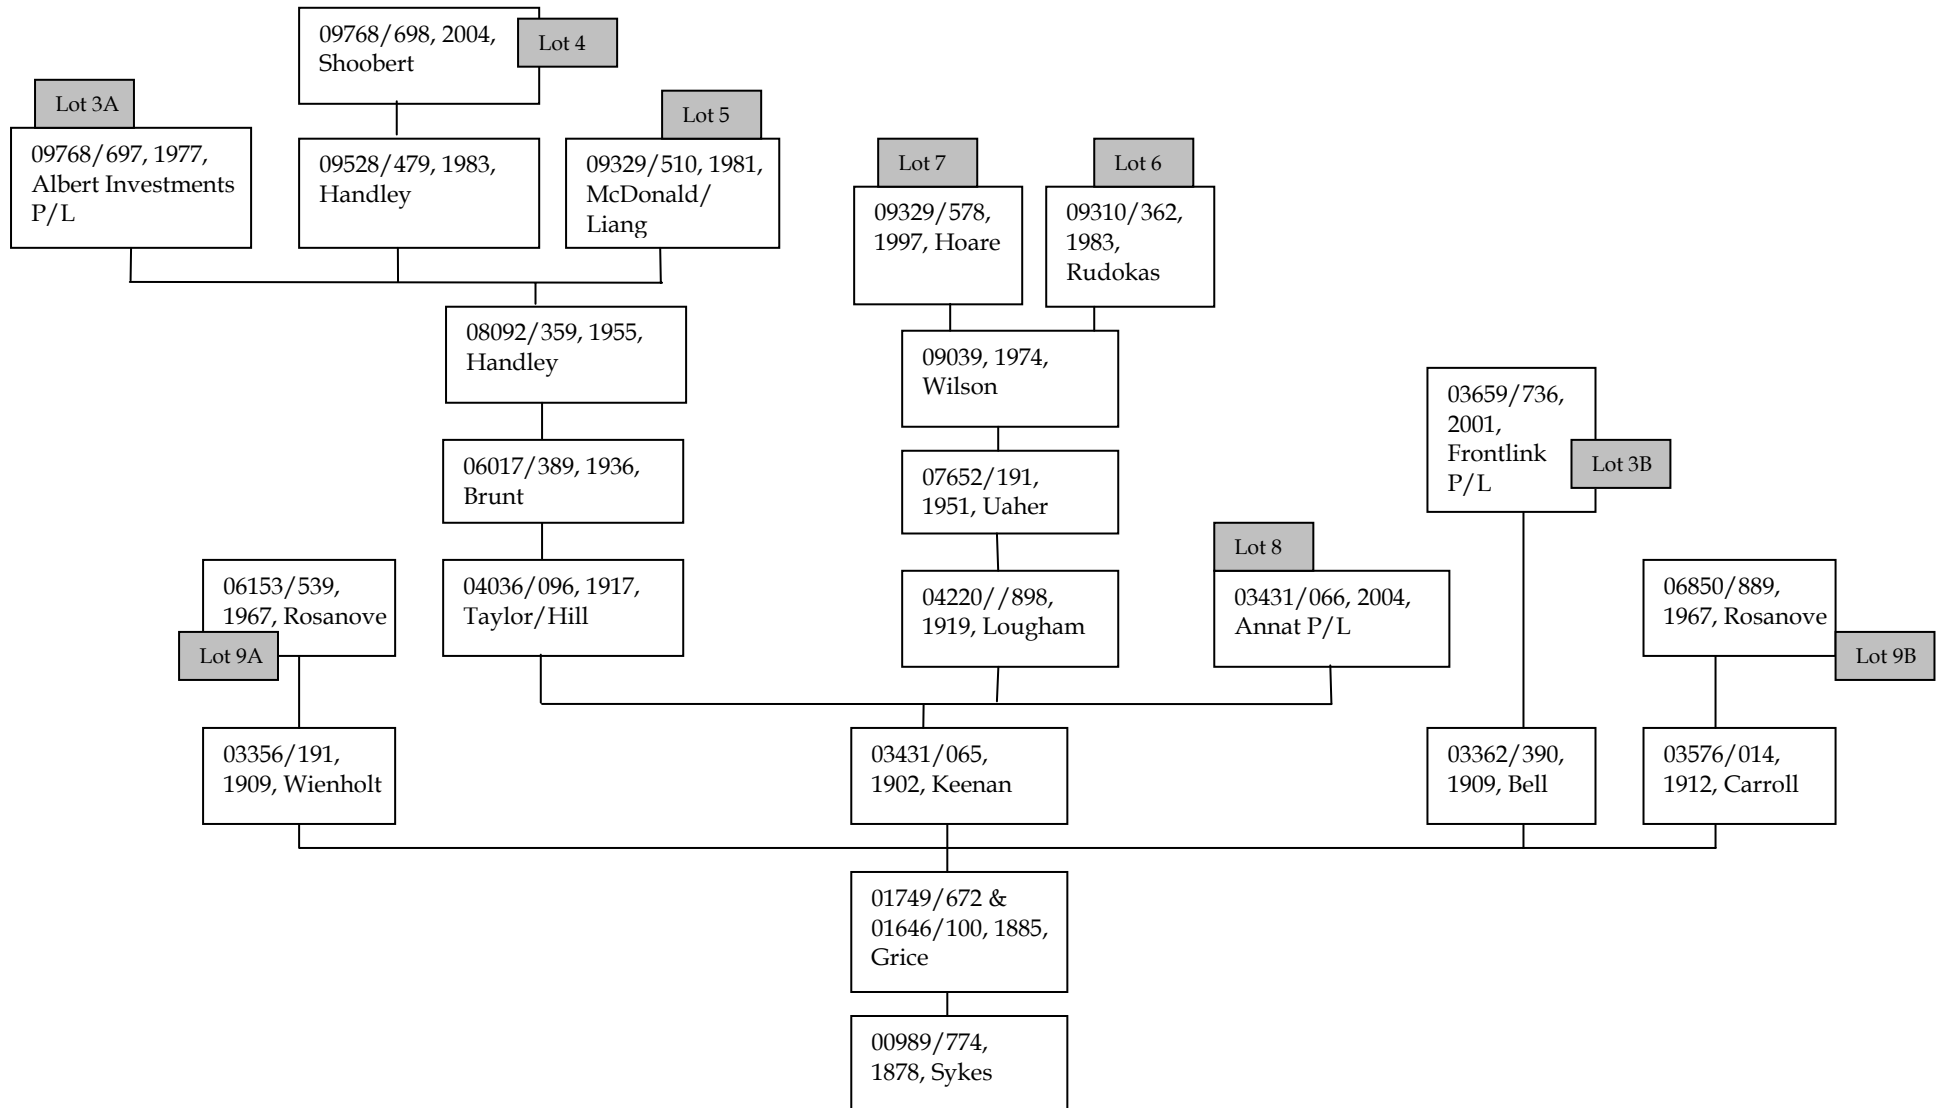 09768/698, 2004,
Shoobert
Lot 4
Lot 3A
09768/697, 1977,
Albert Investments
P/L
09528/479, 1983,
Handley
Lot 5
09329/510, 1981,
McDonald/
Liang
Lot 7
09329/578,
1997, Hoare
Lot 6
09310/362,
1983,
Rudokas
08092/359, 1955,
Handley
09039, 1974,
Wilson
03659/736,
2001,
Frontlink
P/L
Lot 3B
06017/389, 1936,
Brunt
07652/191,
1951, Uaher
06153/539,
1967, Rosanove
Lot 9A
04036/096, 1917,
Taylor/Hill
04220//898,
1919, Lougham
Lot 8
03431/066, 2004,
Annat P/L
06850/889,
1967, Rosanove
Lot 9B
03356/191,
1909, Wienholt
03431/065,
1902, Keenan
03362/390,
1909, Bell
03576/014,
1912, Carroll
01749/672 &
01646/100, 1885,
Grice
00989/774,
1878, Sykes